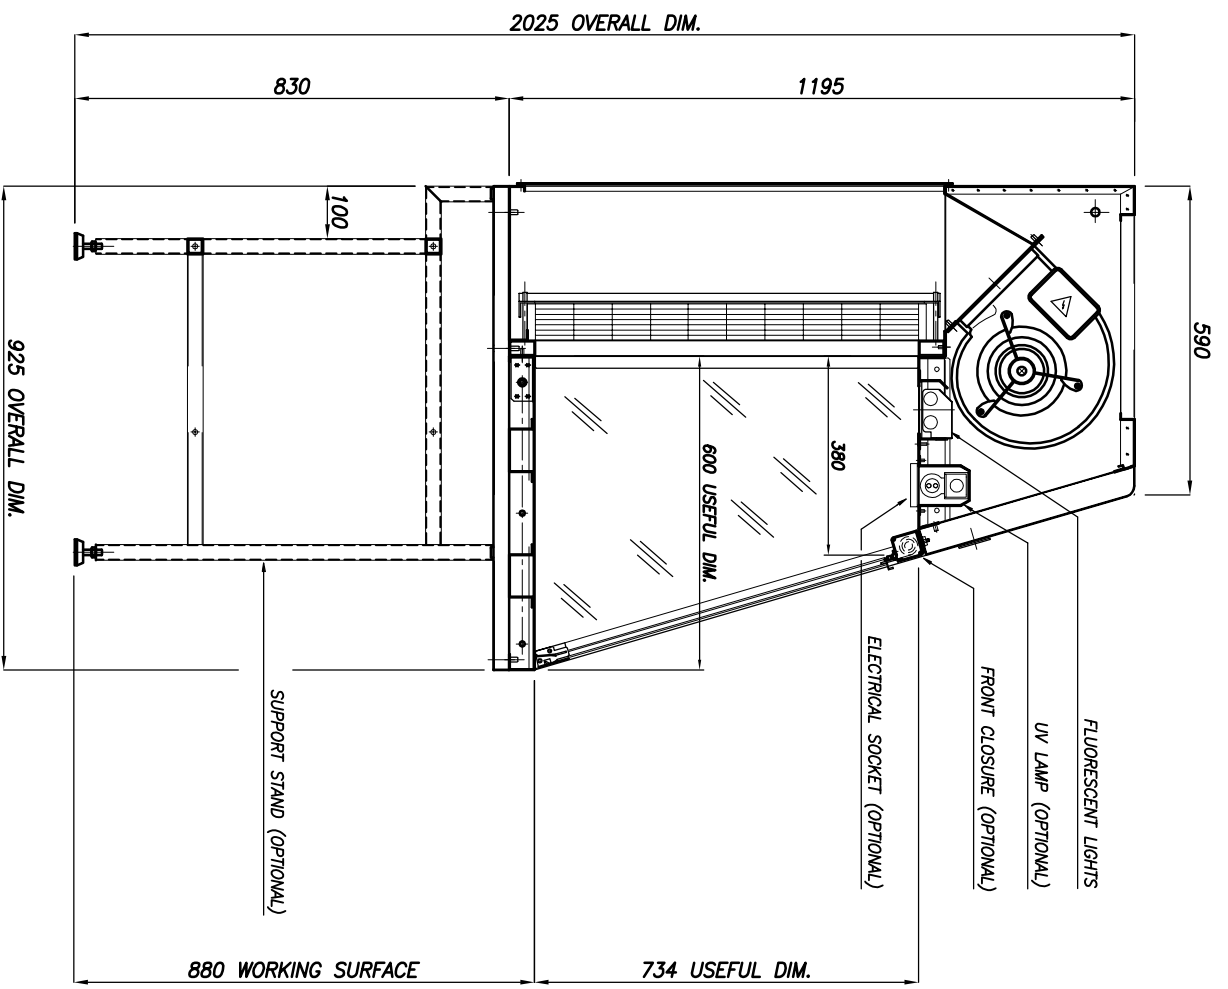 2025 OVERALL DIM.
830
1195
100
590
925 OVERALL DIM.
600 USEFUL DIM.
380
ELECTRICAL SOCKET (OPTIONAL)
FRONT CLOSURE (OPTIONAL)
UV LAMP (OPTIONAL)
FLUORESCENT LIGHTS
SUPPORT STAND (OPTIONAL)
880 WORKING SURFACE
734 USEFUL DIM.